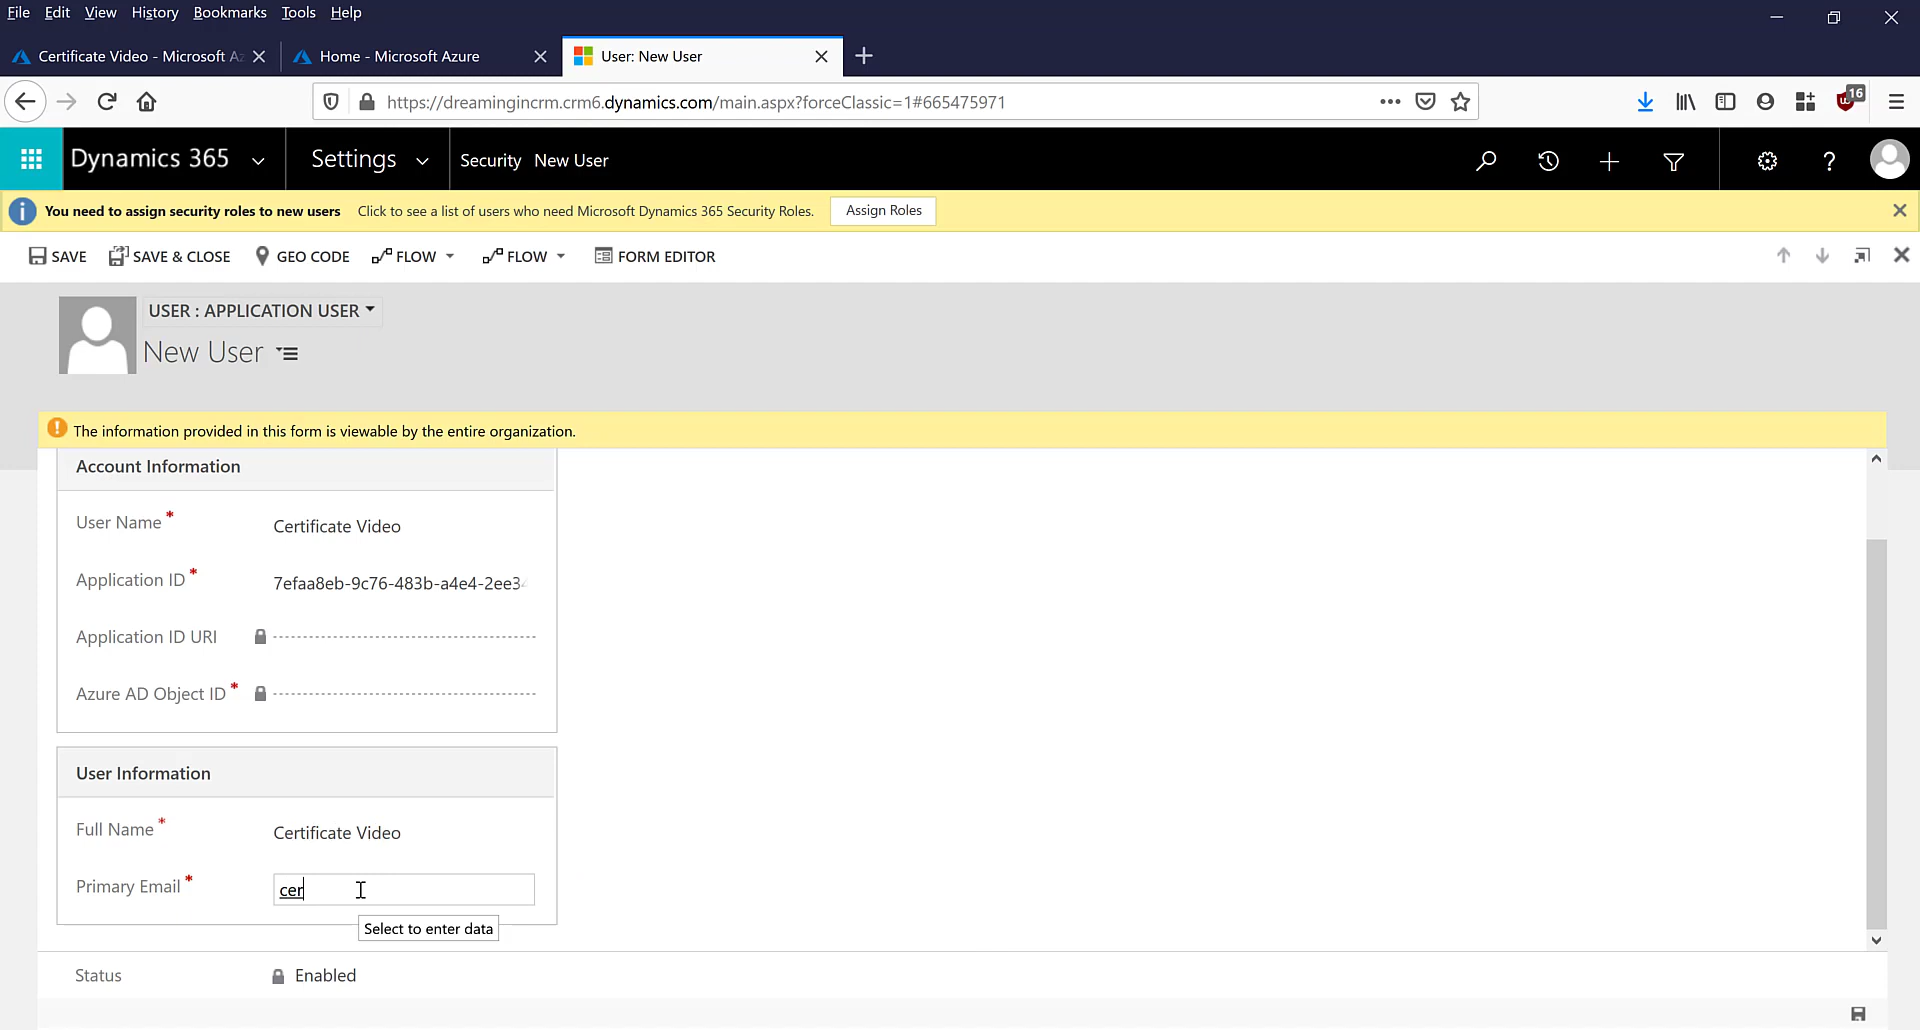 File Edit View History Bookmarks Tools Help
Certificate Video - Microsoft Az
Home - Microsoft Azure
User: New User
https://dreamingincrm.crm6.dynamics.com/main.aspx?forceClassic=1#665475971
16
Dynamics 365 Settings Security New User
You need to assign security roles to new users Click to see a list of users who need Microsoft Dynamics 365 Security Roles. Assign Roles
SAVE SAVE & CLOSE GEO CODE FLOW FLOW FORM EDITOR
USER : APPLICATION USER
New User
The information provided in this form is viewable by the entire organization.
Account Information
User Name * Certificate Video
Application ID * 7efaa8eb-9c76-483b-a4e4-2ee34
Application ID URI
Azure AD Object ID *
User Information
Full Name * Certificate Video
Primary Email * cer
Select to enter data
Status Enabled